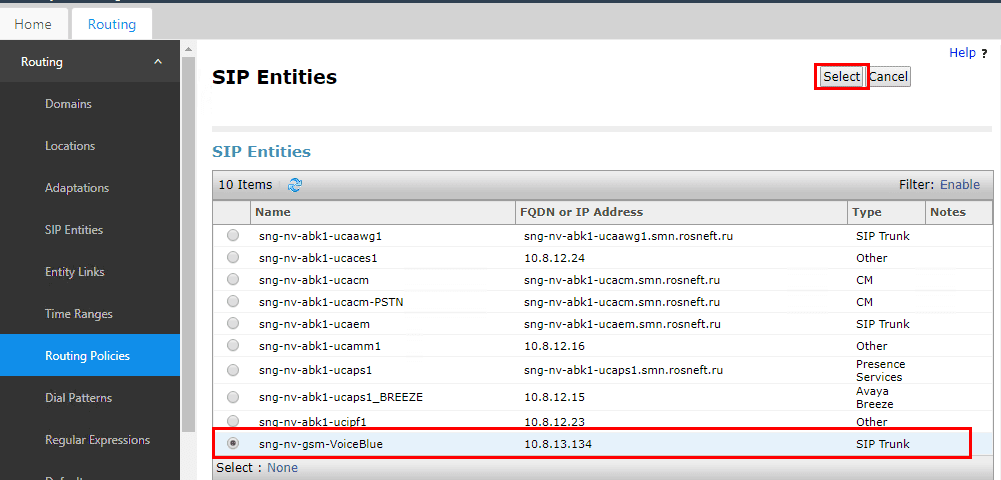 Home
Routing
Help ?
Routing
Domains
Locations
Adaptations
SIP Entities
Entity Links
Time Ranges
Routing Policies
Dial Patterns
Regular Expressions
SIP Entities
Select
Cancel
SIP Entities
10 Items
Filter: Enable
Name FQDN or IP Address Type Notes
sng-nv-abk1-ucaawg1 sng-nv-abk1-ucaawg1.smn.rosneft.ru SIP Trunk
sng-nv-abk1-ucaces1 10.8.12.24 Other
sng-nv-abk1-ucacm sng-nv-abk1-ucacm.smn.rosneft.ru CM
sng-nv-abk1-ucacm-PSTN sng-nv-abk1-ucacm.smn.rosneft.ru CM
sng-nv-abk1-ucaem sng-nv-abk1-ucaem.smn.rosneft.ru SIP Trunk
sng-nv-abk1-ucamm1 10.8.12.16 Other
sng-nv-abk1-ucaps1 sng-nv-abk1-ucaps1.smn.rosneft.ru Presence Services
sng-nv-abk1-ucaps1_BREEZE 10.8.12.15 Avaya Breeze
sng-nv-abk1-ucipf1 10.8.12.23 Other
sng-nv-gsm-VoiceBlue 10.8.13.134 SIP Trunk
Select : None